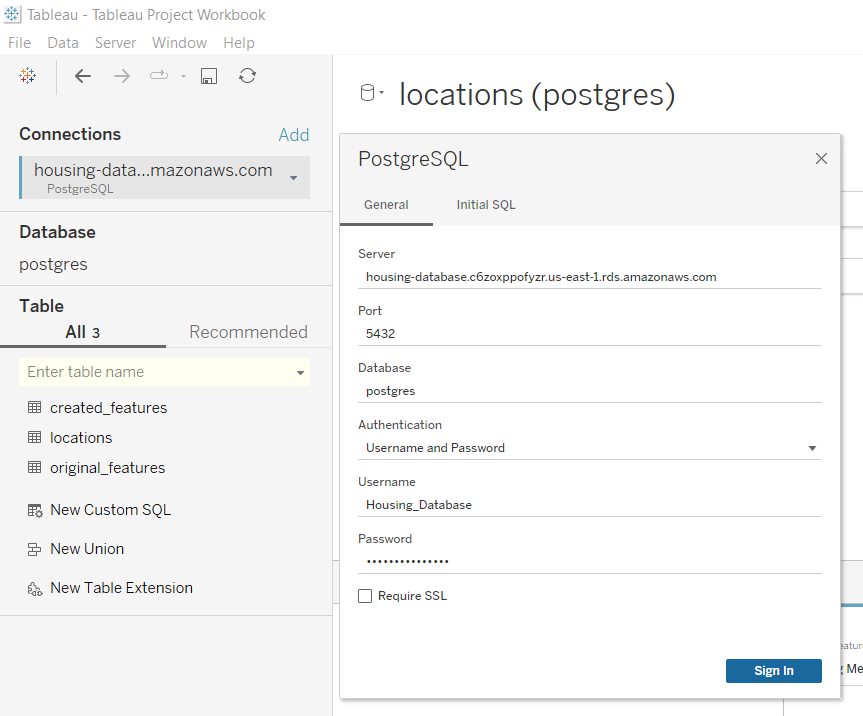 Tableau - Tableau Project Workbook
File Data Server Window Help
Connections Add
housing-data...mazonaws.com
PostgreSQL
Database
postgres
Table
All 3 Recommended
Enter table name
created_features
locations
original_features
New Custom SQL
New Union
New Table Extension
locations (postgres)
PostgreSQL
General Initial SQL
Server
housing-database.c6zoxppofyzr.us-east-1.rds.amazonaws.com
Port
5432
Database
postgres
Authentication
Username and Password
Username
Housing_Database
Password
•••••••••••••••
Require SSL
Sign In